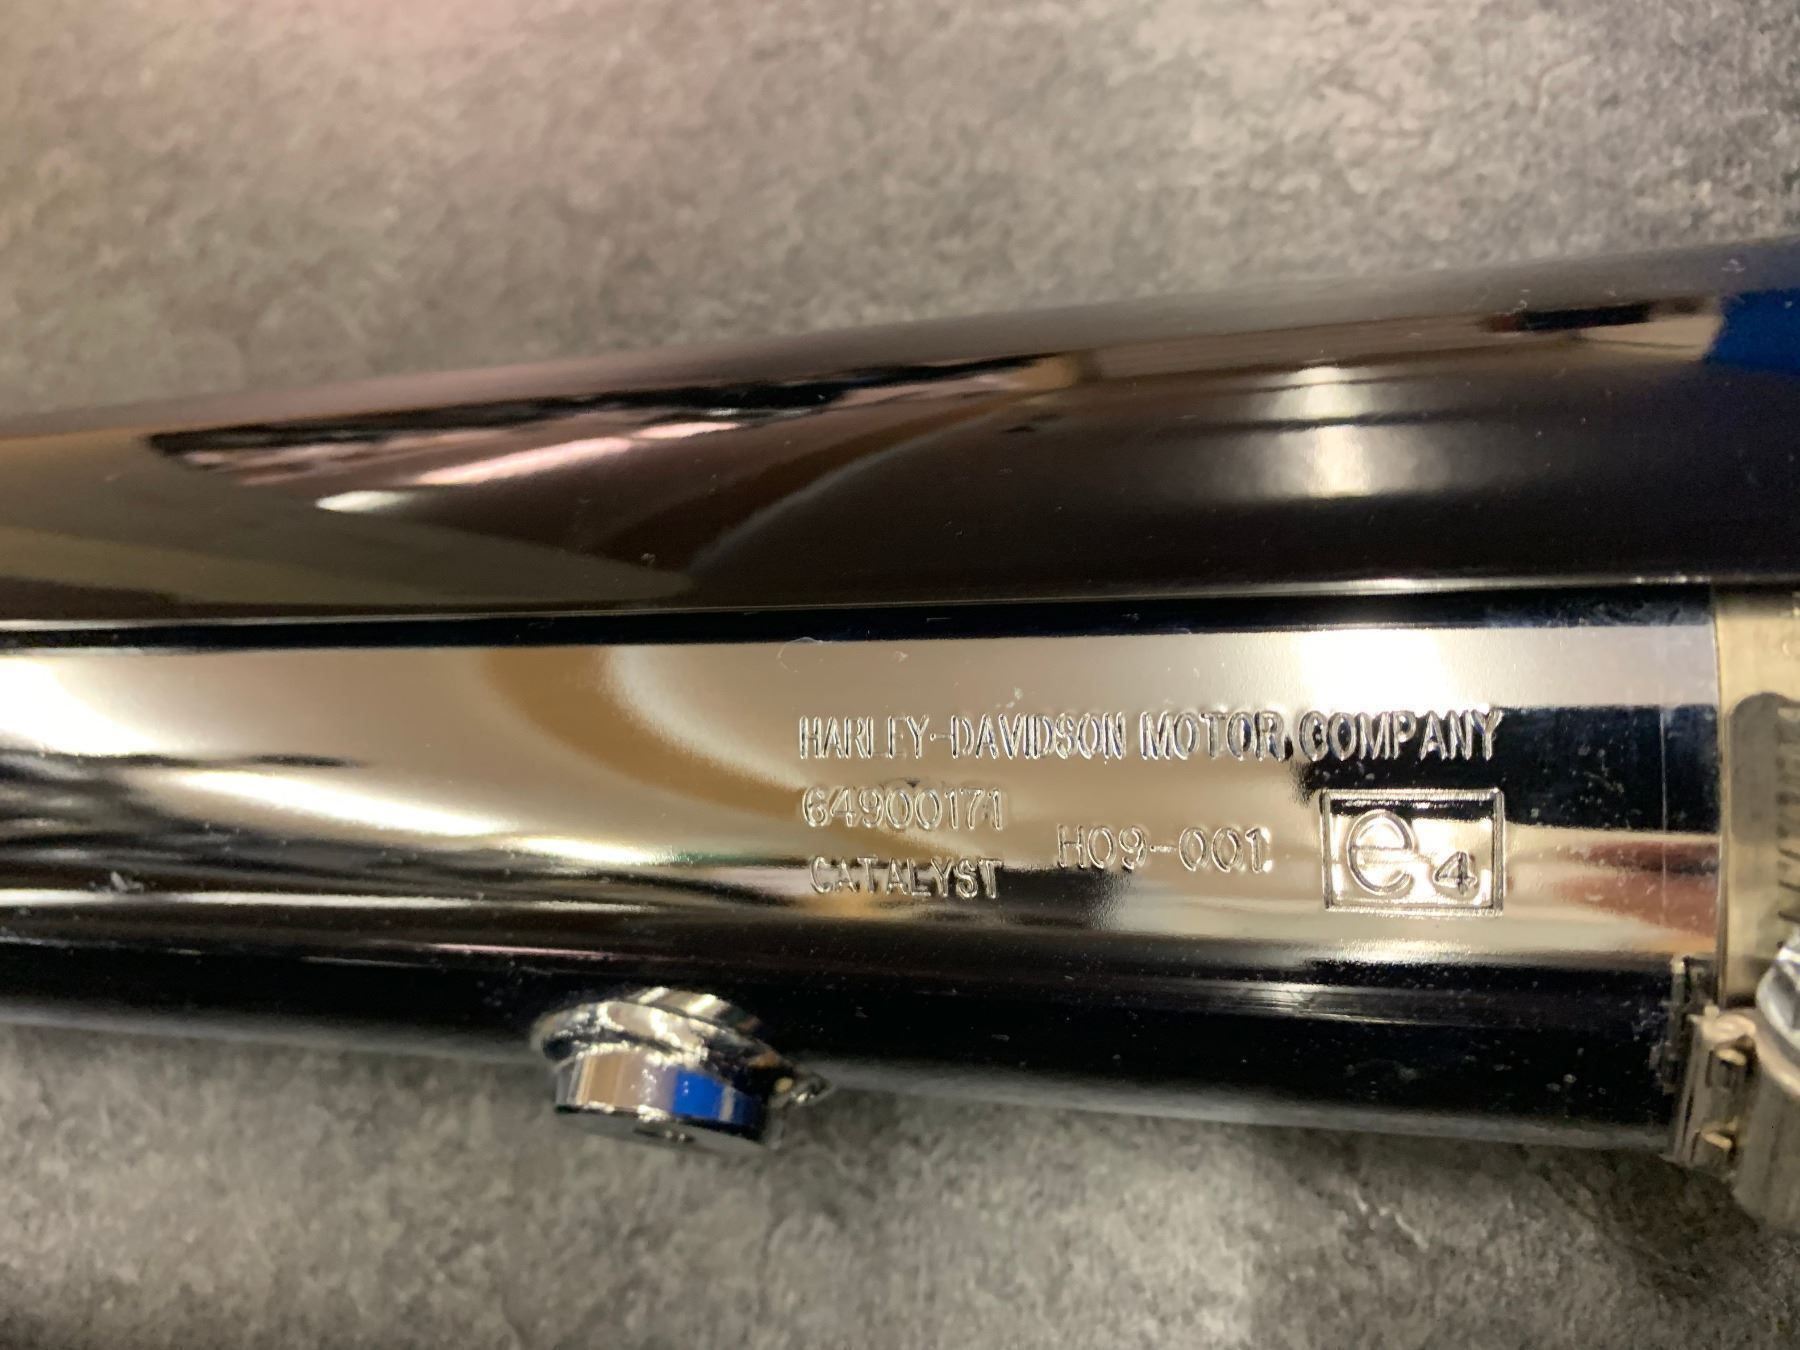 HARLEY-DAVIDSON MOTOR COMPANY
64900171
CATALYST H09-001 e4